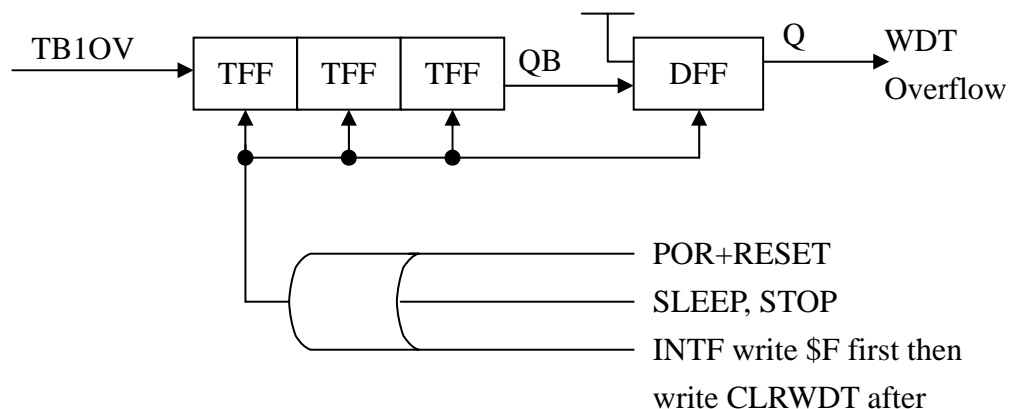 TB1OV
TFF TFF TFF
QB
DFF
Q
WDT
Overflow
POR+RESET
SLEEP, STOP
INTF write $F first then
write CLRWDT after